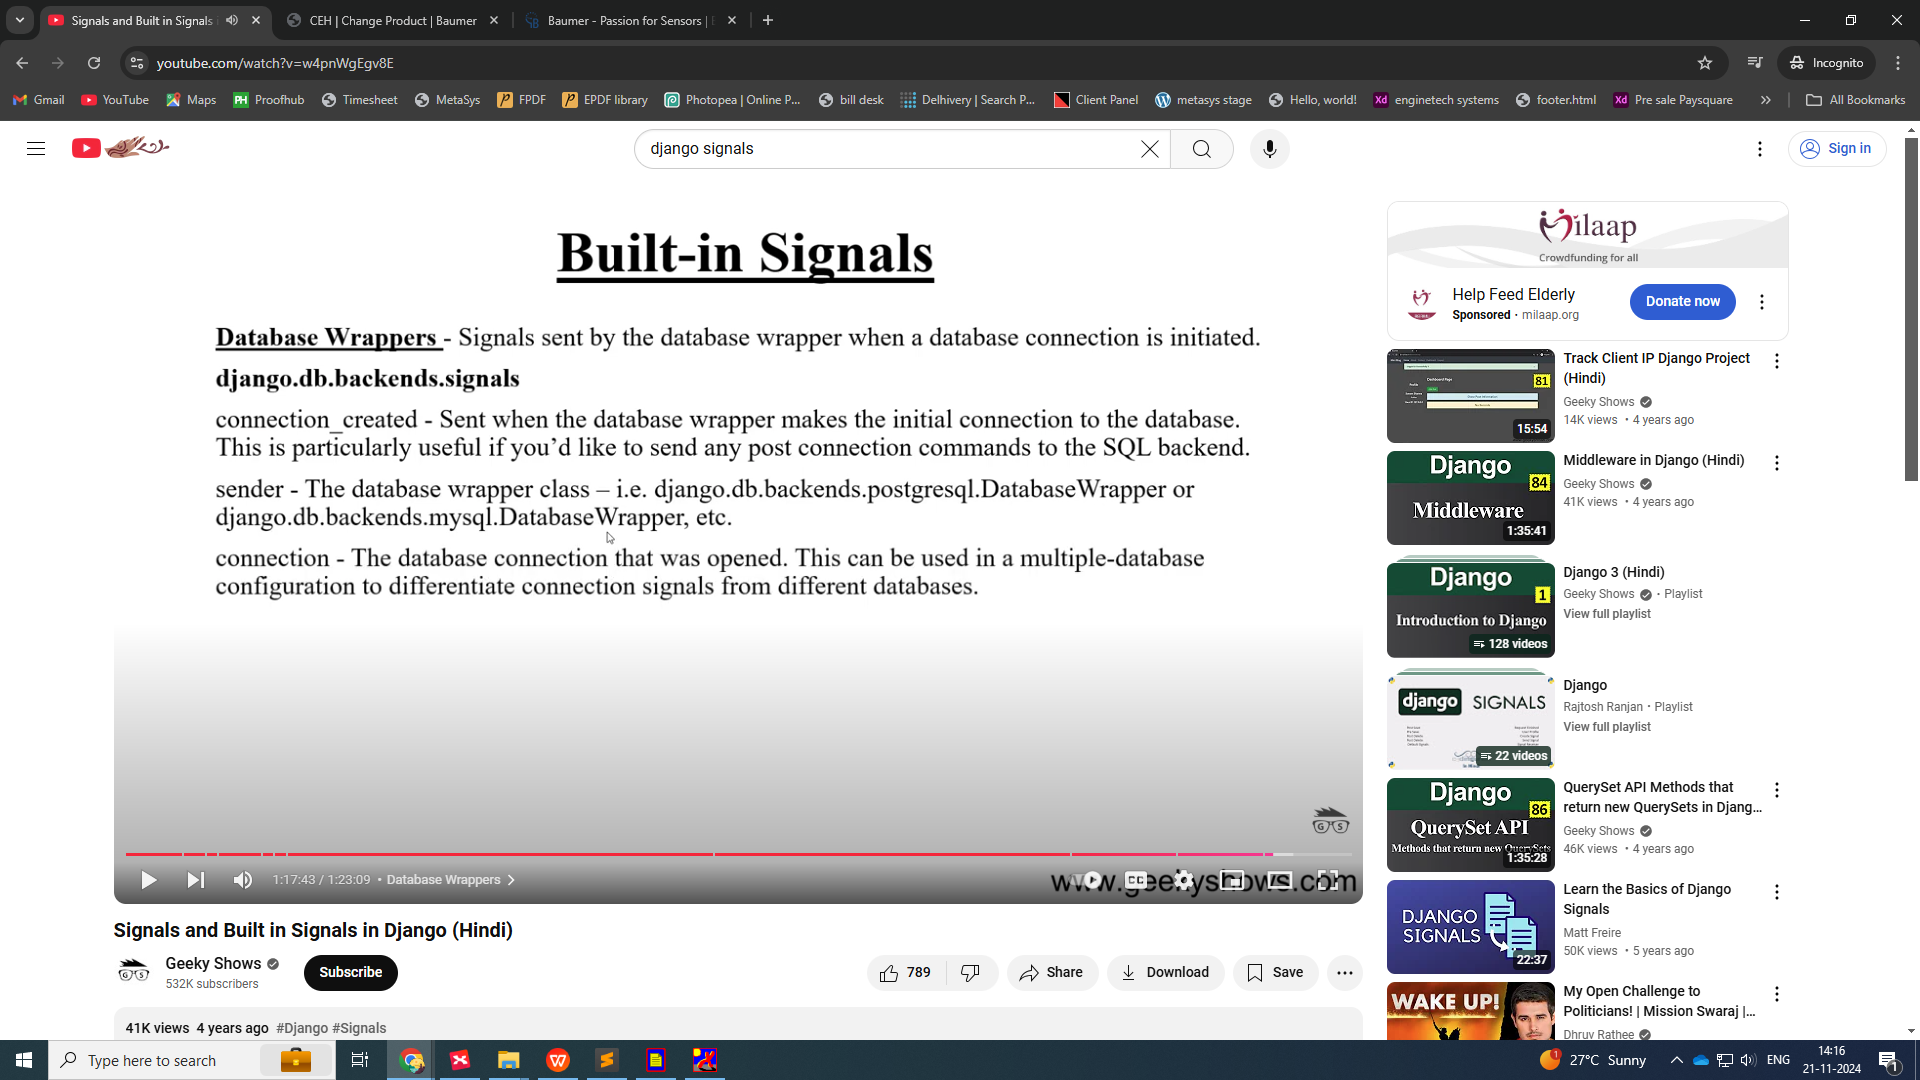 Signals and Built in Signals
CEH | Change Product | Baumer
Baumer - Passion for Sensors |
youtube.com/watch?v=w4pnWgEgv8E
Incognito
Gmail
YouTube
Maps
Proofhub
Timesheet
MetaSys
FPDF
EPDF library
Photopea | Online P...
bill desk
Delhivery | Search P...
Client Panel
metasys stage
Hello, world!
enginetech systems
footer.html
Pre sale Paysquare
All Bookmarks
django signals
Sign in
Built-in Signals
Database Wrappers - Signals sent by the database wrapper when a database connection is initiated.
django.db.backends.signals
connection_created - Sent when the database wrapper makes the initial connection to the database.
This is particularly useful if you’d like to send any post connection commands to the SQL backend.
sender - The database wrapper class – i.e. django.db.backends.postgresql.DatabaseWrapper or
django.db.backends.mysql.DatabaseWrapper, etc.
connection - The database connection that was opened. This can be used in a multiple-database
configuration to differentiate connection signals from different databases.
GS
1:17:43 / 1:23:09 • Database Wrappers
www.geekyshows.com
CC
Signals and Built in Signals in Django (Hindi)
GS
Geeky Shows
532K subscribers
Subscribe
789
Share
Download
Save
41K views 4 years ago #Django #Signals
Milaap
Crowdfunding for all
Help Feed Elderly
Sponsored · milaap.org
Donate now
81
15:54
Track Client IP Django Project
(Hindi)
Geeky Shows
14K views • 4 years ago
Django
84
Middleware
1:35:41
Middleware in Django (Hindi)
Geeky Shows
41K views • 4 years ago
Django
1
Introduction to Django
128 videos
Django 3 (Hindi)
Geeky Shows • Playlist
View full playlist
django SIGNALS
22 videos
Django
Rajtosh Ranjan • Playlist
View full playlist
Django
86
QuerySet API
Methods that return new QuerySets
1:35:28
QuerySet API Methods that
return new QuerySets in Djang...
Geeky Shows
46K views • 4 years ago
DJANGO
SIGNALS
22:37
Learn the Basics of Django
Signals
Matt Freire
50K views • 5 years ago
WAKE UP!
My Open Challenge to
Politicians! | Mission Swaraj |...
Dhruv Rathee
Type here to search
27°C Sunny
ENG
14:16
21-11-2024
1